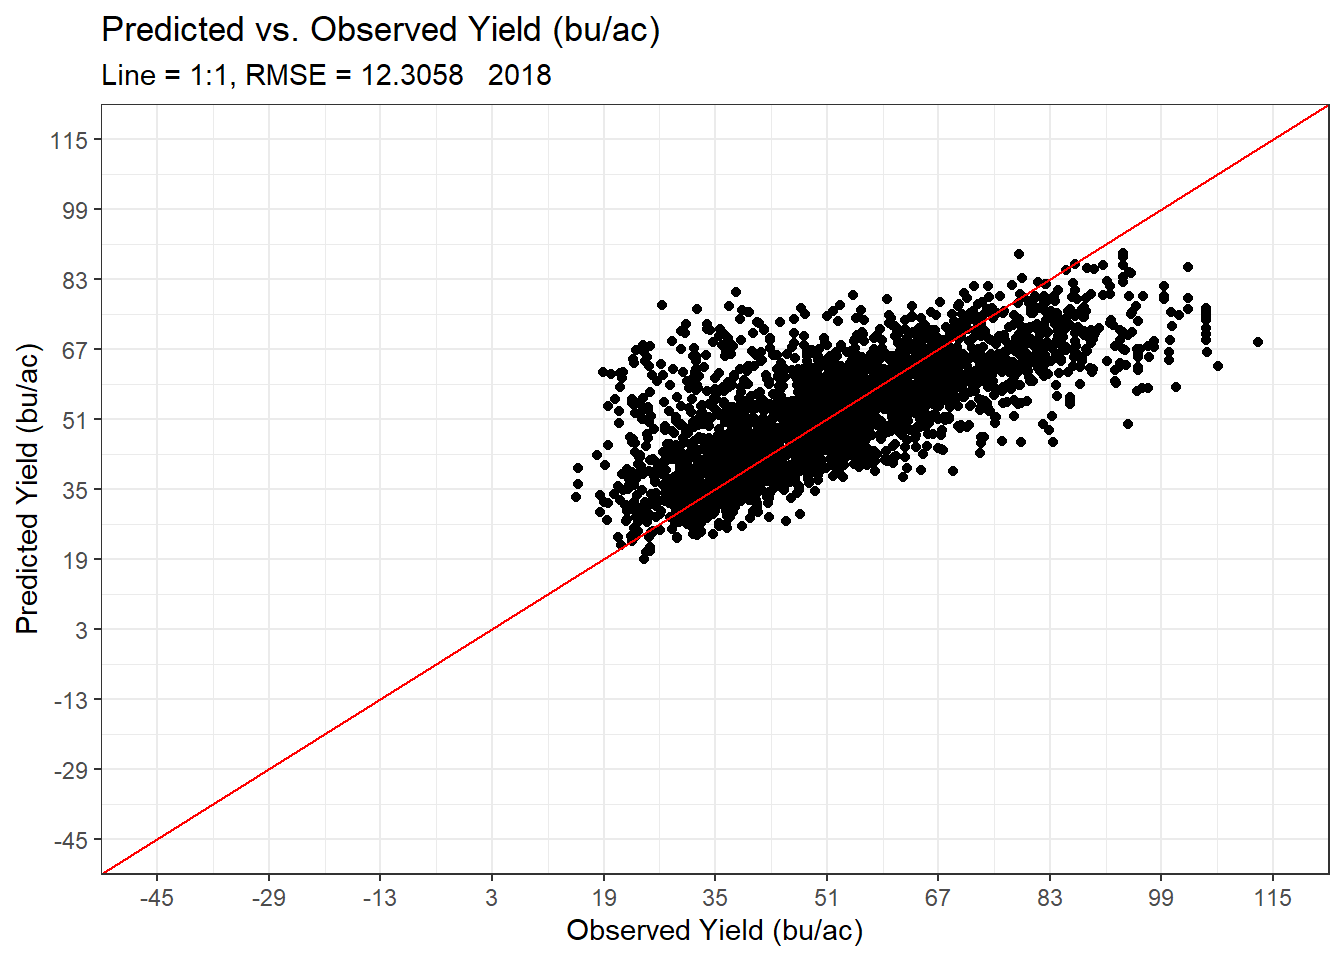 Predicted vs. Observed Yield (bu/ac)
Line = 1:1, RMSE = 12.3058   2018
Predicted Yield (bu/ac)
115
99
83
67
51
35
19
3
-13
-29
-45
-45 -29 -13 3 19 35 51 67 83 99 115
Observed Yield (bu/ac)